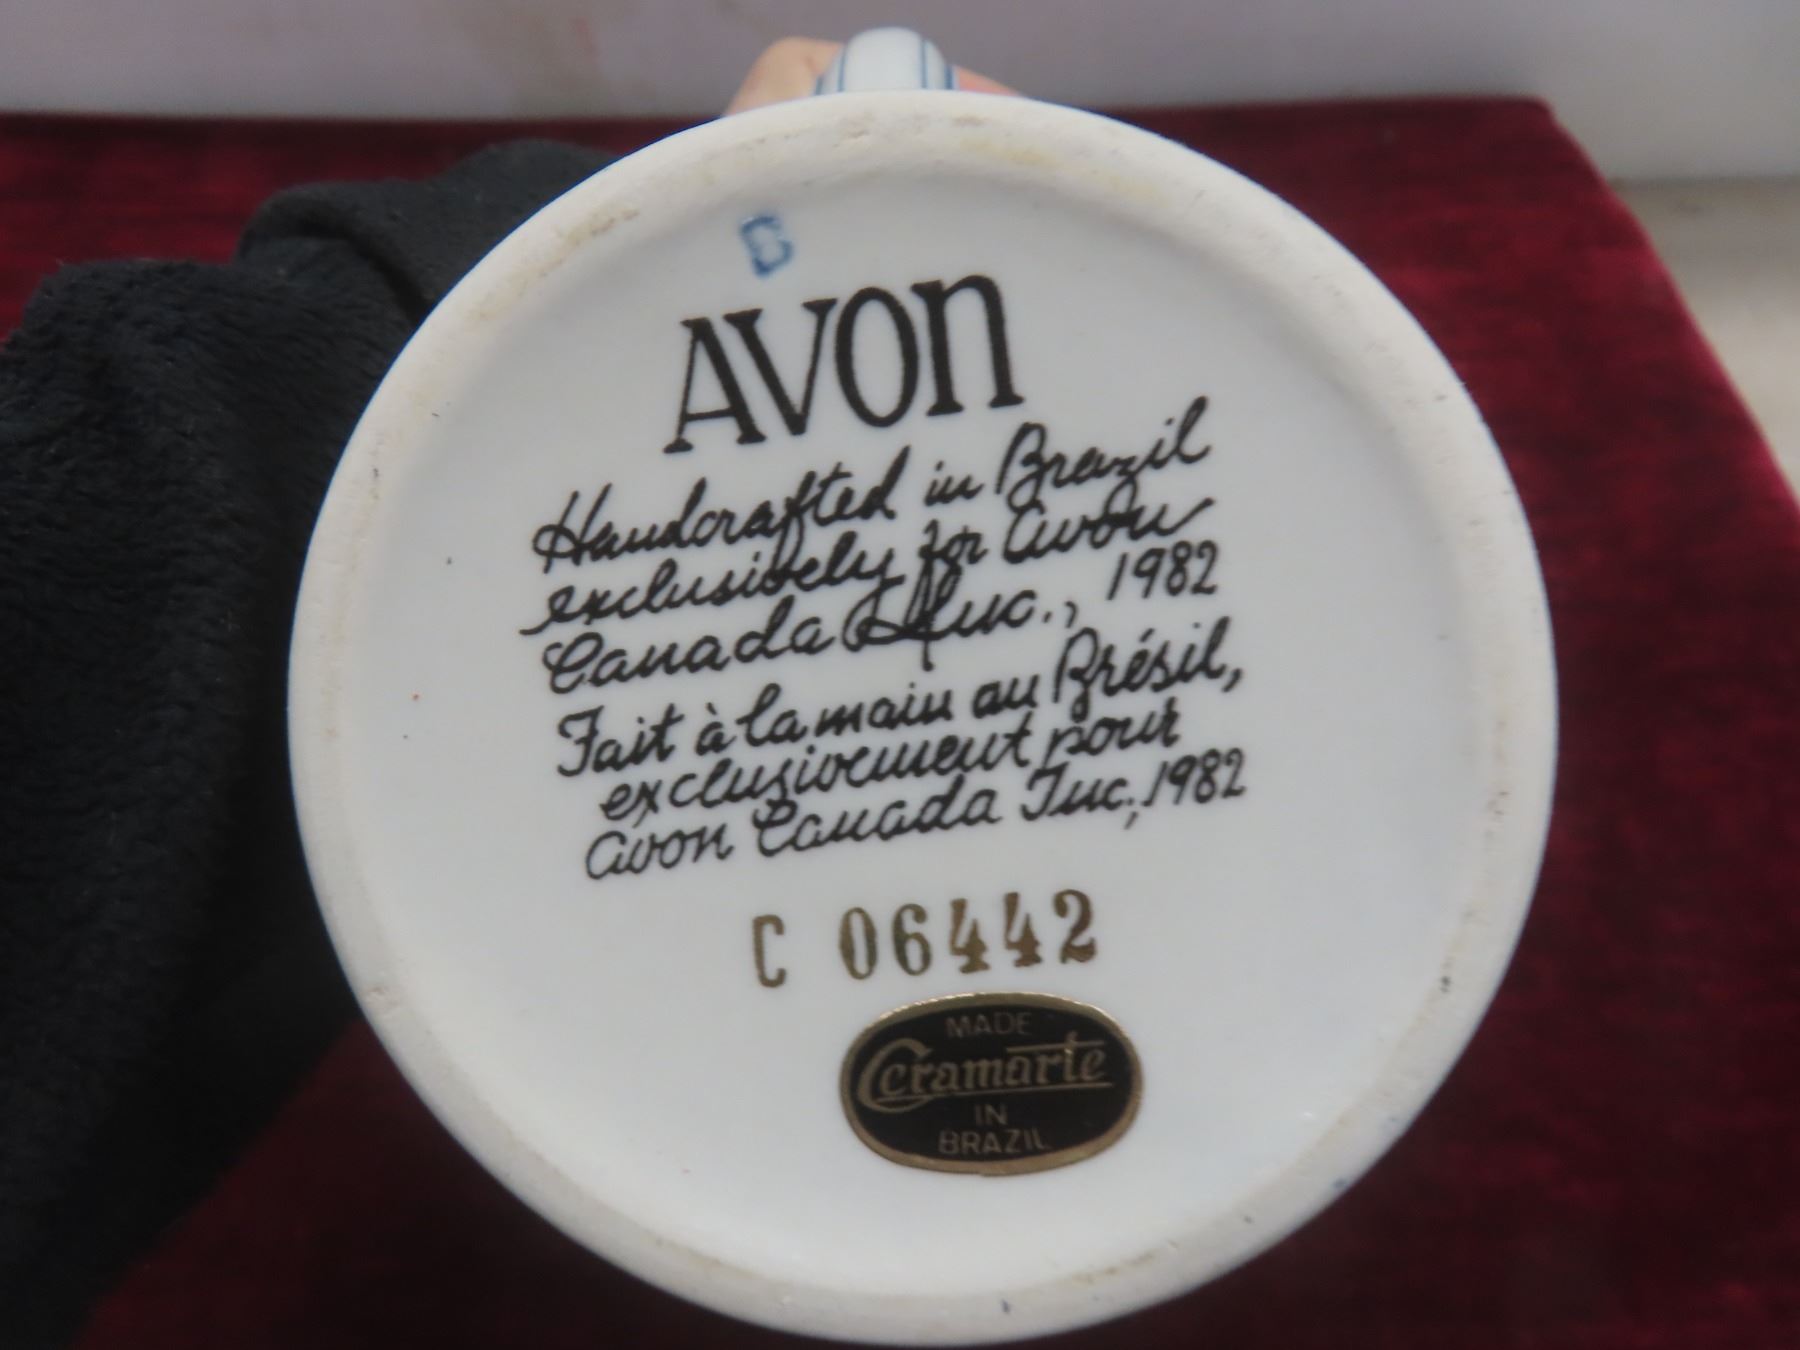 B
AVON
Handcrafted in Brazil
exclusively for Avon
Canada Inc., 1982
Fait à la main au Brésil,
exclusivement pour
Avon Canada Inc., 1982
C 06442
MADE
Ceramarte
IN
BRAZIL